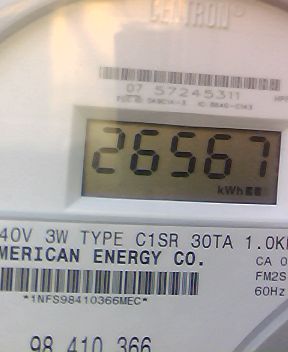 CENTRON®
07 57245311
26567
kWh
40V 3W TYPE C1SR 30TA 1.0K
MERICAN ENERGY CO.
CA 0
FM2S
60Hz
*1NFS98410366MEC*
98 410 366